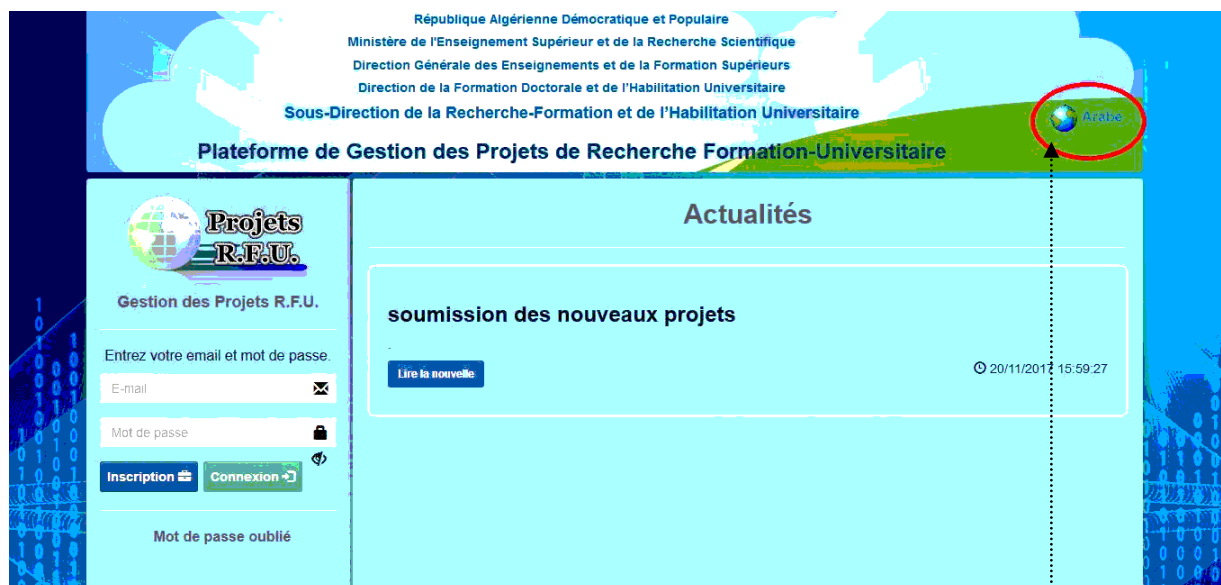 République Algérienne Démocratique et Populaire
Ministère de l'Enseignement Supérieur et de la Recherche Scientifique
Direction Générale des Enseignements et de la Formation Supérieurs
Direction de la Formation Doctorale et de l'Habilitation Universitaire
Sous-Direction de la Recherche-Formation et de l'Habilitation Universitaire
Arabe
Plateforme de Gestion des Projets de Recherche Formation-Universitaire
Projets
R.F.U.
Gestion des Projets R.F.U.
Entrez votre email et mot de passe.
E-mail
Mot de passe
Inscription
Connexion
Mot de passe oublié
Actualités
soumission des nouveaux projets
.
Lire la nouvelle
20/11/2017 15:59:27